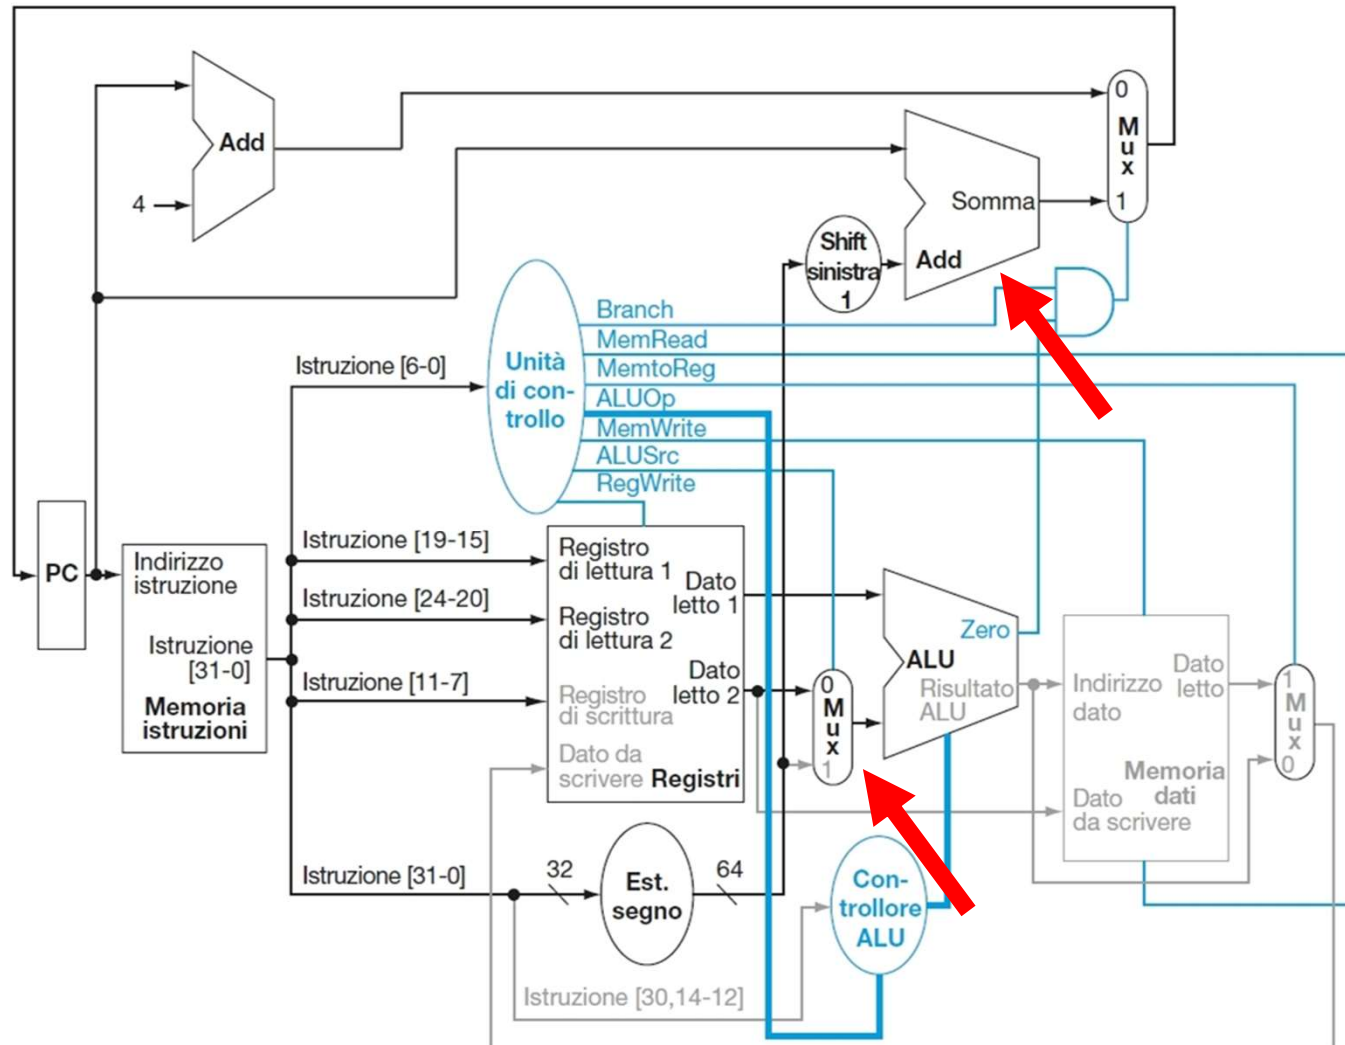 Add
4
0
Mux
1
Somma
Add
Shift
sinistra
1
Branch
MemRead
MemtoReg
ALUOp
MemWrite
ALUSrc
RegWrite
Unità
di con-
trollo
Istruzione [6-0]
Istruzione [19-15]
Istruzione [24-20]
Istruzione [11-7]
Istruzione [31-0]
PC
Indirizzo
istruzione
Istruzione
[31-0]
Memoria
istruzioni
Registro
di lettura 1
Registro
di lettura 2
Registro
di scrittura
Dato da
scrivere
Registri
Dato
letto 1
Dato
letto 2
0
Mux
1
Zero
ALU
Risultato
ALU
Indirizzo
dato
Dato
letto
Memoria
dati
Dato
da scrivere
1
Mux
0
32
Est.
segno
64
Con-
trollore
ALU
Istruzione [30,14-12]